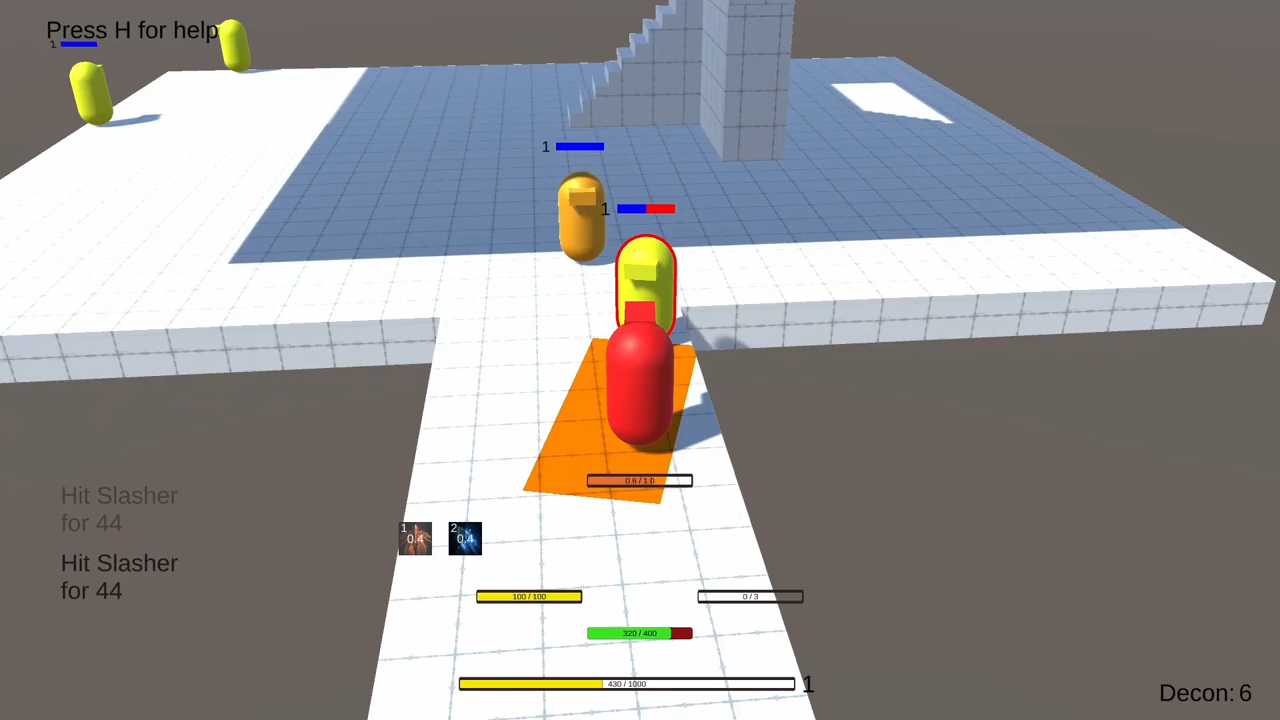 Press H for help
1
1
1
Hit Slasher
for 44
Hit Slasher
for 44
0.6 / 1.0
1
0.4
2
0.4
100 / 100
0 / 3
320 / 400
430 / 1000
1
Decon: 6